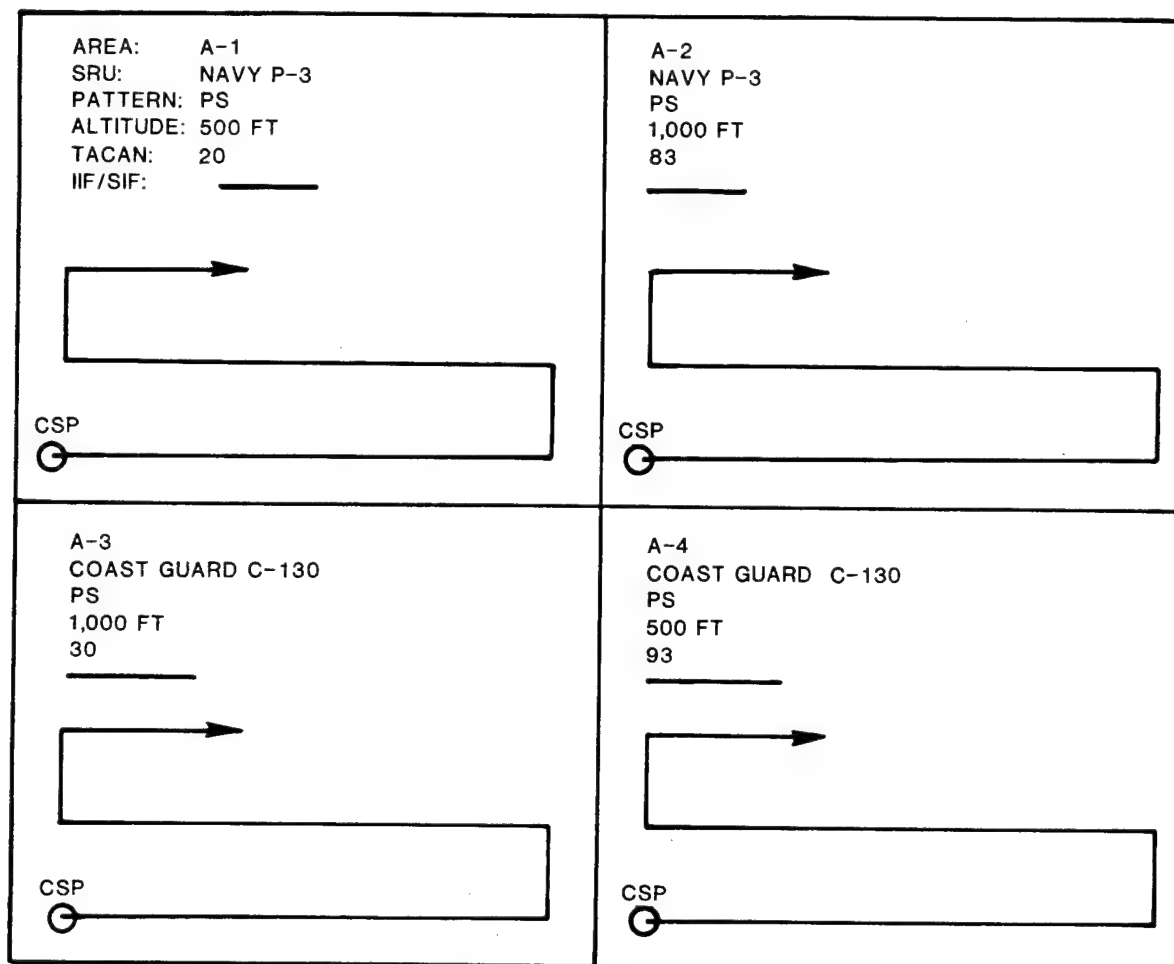 AREA: A-1
SRU: NAVY P-3
PATTERN: PS
ALTITUDE: 500 FT
TACAN: 20
IIF/SIF:
CSP
A-2
NAVY P-3
PS
1,000 FT
83
CSP
A-3
COAST GUARD C-130
PS
1,000 FT
30
CSP
A-4
COAST GUARD C-130
PS
500 FT
93
CSP